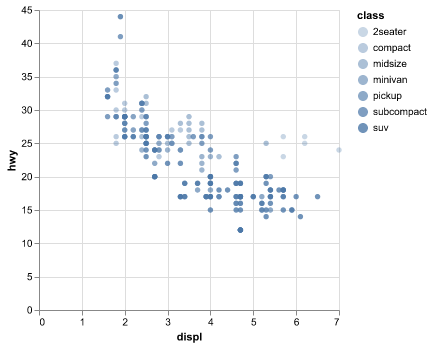 45
40
35
30
25
20
15
10
5
0
hwy
0 1 2 3 4 5 6 7
displ
class
2seater
compact
midsize
minivan
pickup
subcompact
suv